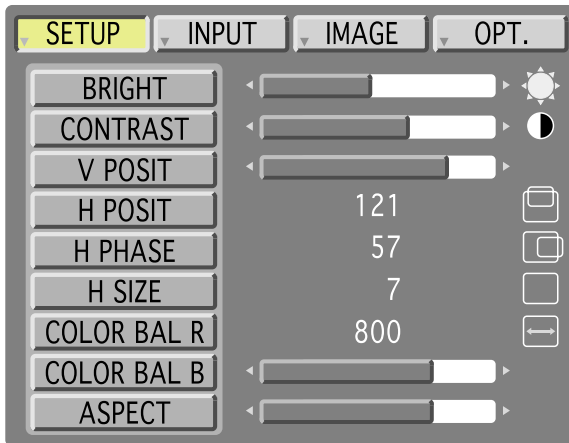 SETUP INPUT IMAGE OPT.
BRIGHT
CONTRAST
V POSIT
H POSIT 121
H PHASE 57
H SIZE 7
COLOR BAL R 800
COLOR BAL B
ASPECT